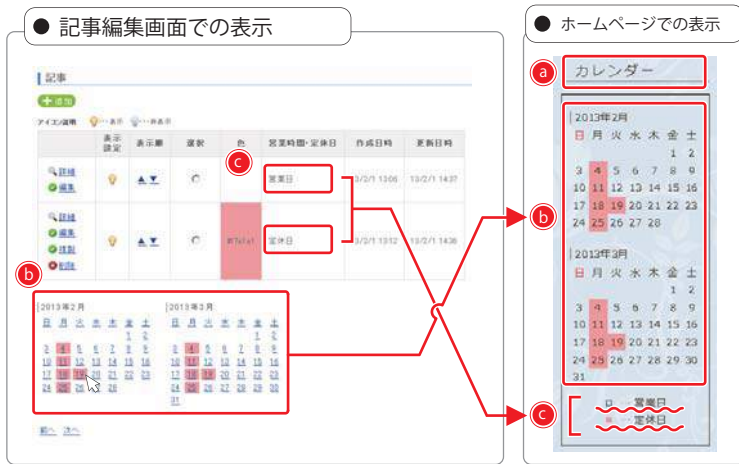 ● 記事編集画面での表示
記事
+ 追加
アイコン説明 …表示 …非表示
表示設定 表示順 選択 色 営業時間・定休日 作成日時 更新日時
c
詳細
編集
▲ ▼
営業日
13/2/1 13:06
13/2/1 14:37
詳細
編集
複製
削除
▲ ▼
定休日
13/2/1 13:12
13/2/1 14:36
b
2013年2月
日 月 火 水 木 金 土
1 2
3 4 5 6 7 8 9
10 11 12 13 14 15 16
17 18 19 20 21 22 23
24 25 26 27 28
2013年3月
日 月 火 水 木 金 土
1 2
3 4 5 6 7 8 9
10 11 12 13 14 15 16
17 18 19 20 21 22 23
24 25 26 27 28 29 30
31
前へ 次へ
● ホームページでの表示
a
カレンダー
b
2013年2月
日 月 火 水 木 金 土
1 2
3 4 5 6 7 8 9
10 11 12 13 14 15 16
17 18 19 20 21 22 23
24 25 26 27 28
2013年3月
日 月 火 水 木 金 土
1 2
3 4 5 6 7 8 9
10 11 12 13 14 15 16
17 18 19 20 21 22 23
24 25 26 27 28 29 30
31
c
□ …営業日
■ …定休日